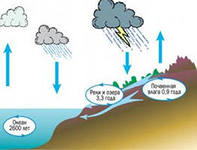 Реки и озера
3,3 года
Почвенная
влага 0,9 года
Океан
2600 лет